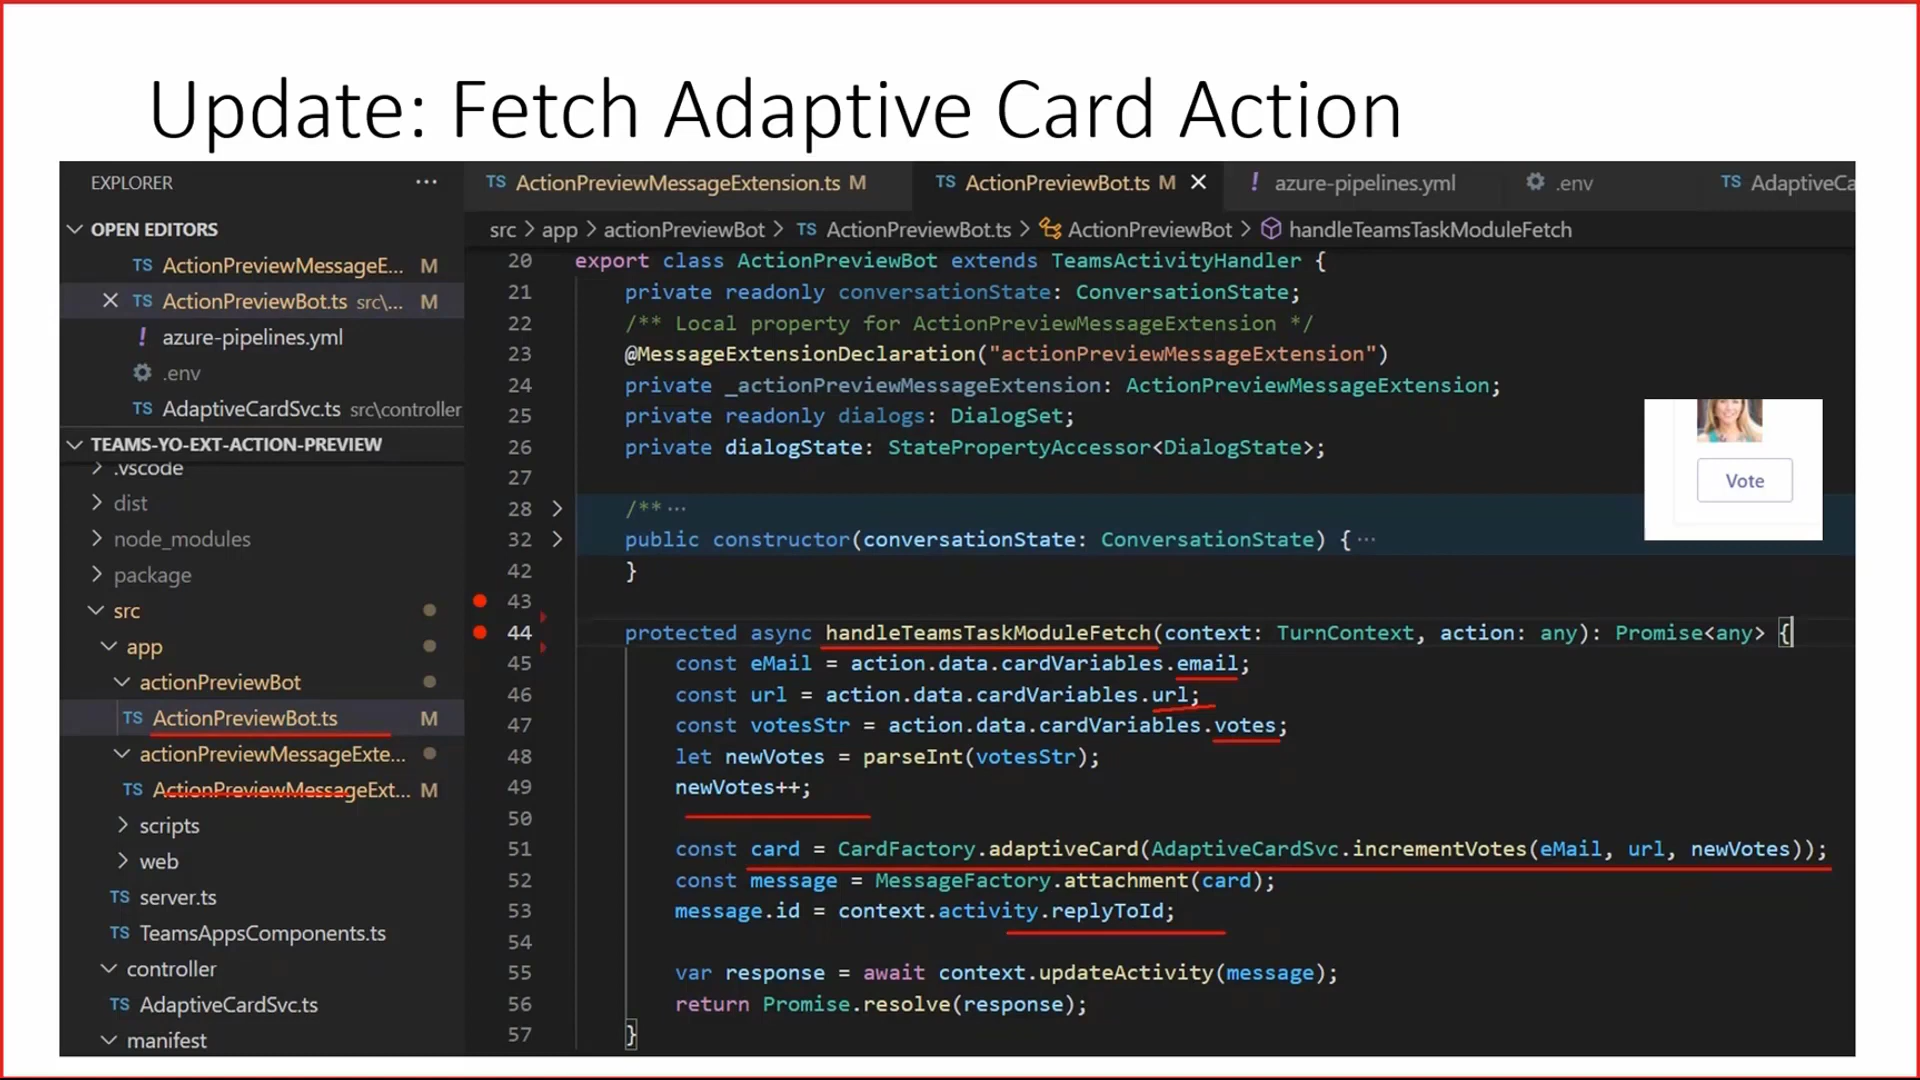 Update: Fetch Adaptive Card Action
EXPLORER ···
OPEN EDITORS
TS ActionPreviewMessageE... M
TS ActionPreviewBot.ts src\... M
! azure-pipelines.yml
.env
TS AdaptiveCardSvc.ts src\controller
TEAMS-YO-EXT-ACTION-PREVIEW
.vscode
dist
node_modules
package
src
app
actionPreviewBot
TS ActionPreviewBot.ts M
actionPreviewMessageExte...
TS ActionPreviewMessageExt... M
scripts
web
TS server.ts
TS TeamsAppsComponents.ts
controller
TS AdaptiveCardSvc.ts
manifest
TS ActionPreviewMessageExtension.ts M
TS ActionPreviewBot.ts M
! azure-pipelines.yml
.env
TS AdaptiveCa
src > app > actionPreviewBot > TS ActionPreviewBot.ts > ActionPreviewBot > handleTeamsTaskModuleFetch
20 export class ActionPreviewBot extends TeamsActivityHandler {
21 private readonly conversationState: ConversationState;
22 /** Local property for ActionPreviewMessageExtension */
23 @MessageExtensionDeclaration("actionPreviewMessageExtension")
24 private _actionPreviewMessageExtension: ActionPreviewMessageExtension;
25 private readonly dialogs: DialogSet;
26 private dialogState: StatePropertyAccessor<DialogState>;
27
28 /** ···
32 public constructor(conversationState: ConversationState) { ···
42 }
43
44 protected async handleTeamsTaskModuleFetch(context: TurnContext, action: any): Promise<any> {
45 const eMail = action.data.cardVariables.email;
46 const url = action.data.cardVariables.url;
47 const votesStr = action.data.cardVariables.votes;
48 let newVotes = parseInt(votesStr);
49 newVotes++;
50
51 const card = CardFactory.adaptiveCard(AdaptiveCardSvc.incrementVotes(eMail, url, newVotes));
52 const message = MessageFactory.attachment(card);
53 message.id = context.activity.replyToId;
54
55 var response = await context.updateActivity(message);
56 return Promise.resolve(response);
57 }
Vote